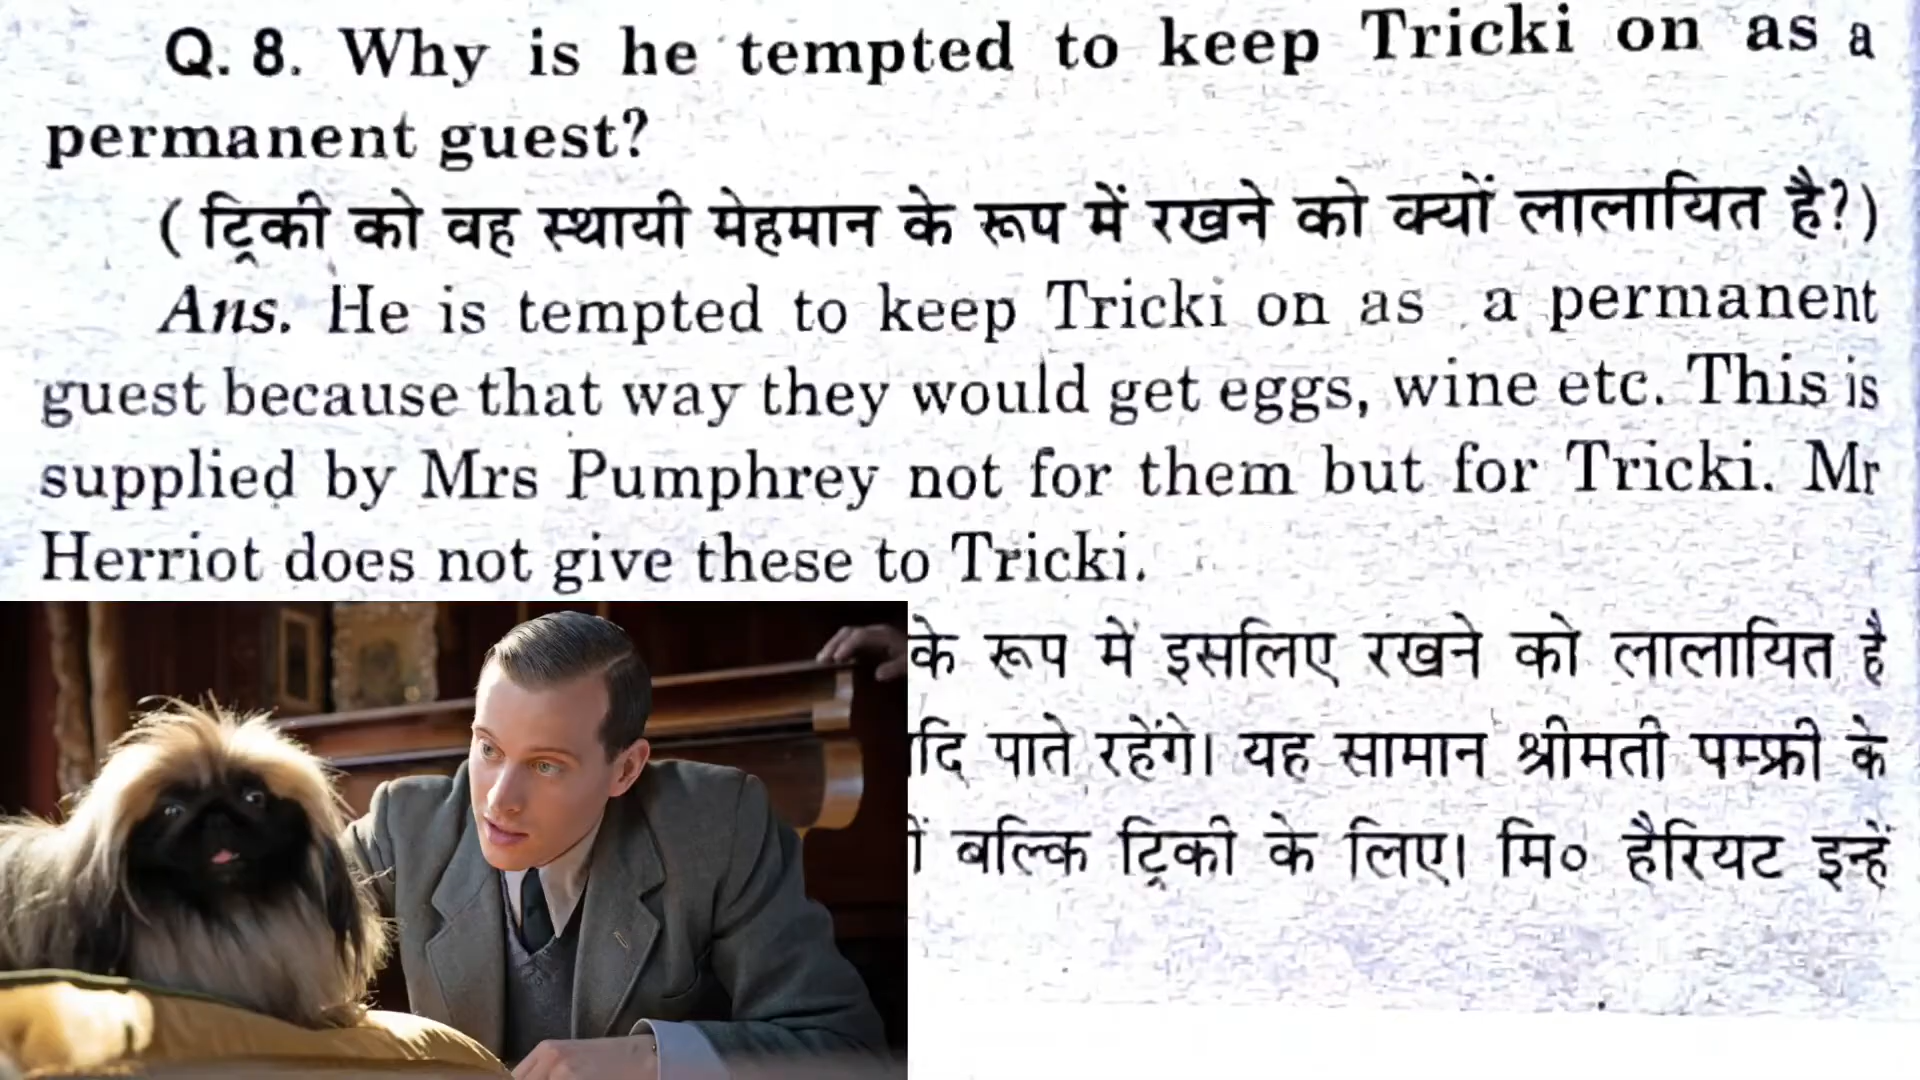 Q. 8. Why is he tempted to keep Tricki on as a
permanent guest?
( ट्रिकी को वह स्थायी मेहमान के रूप में रखने को क्यों लालायित है?)
Ans. He is tempted to keep Tricki on as a permanent
guest because that way they would get eggs, wine etc. This is
supplied by Mrs Pumphrey not for them but for Tricki. Mr
Herriot does not give these to Tricki.
के रूप में इसलिए रखने को लालायित है
पाते रहेंगे। यह सामान श्रीमती पम्फ्री के
बल्कि ट्रिकी के लिए। मि० हैरियट इन्हें